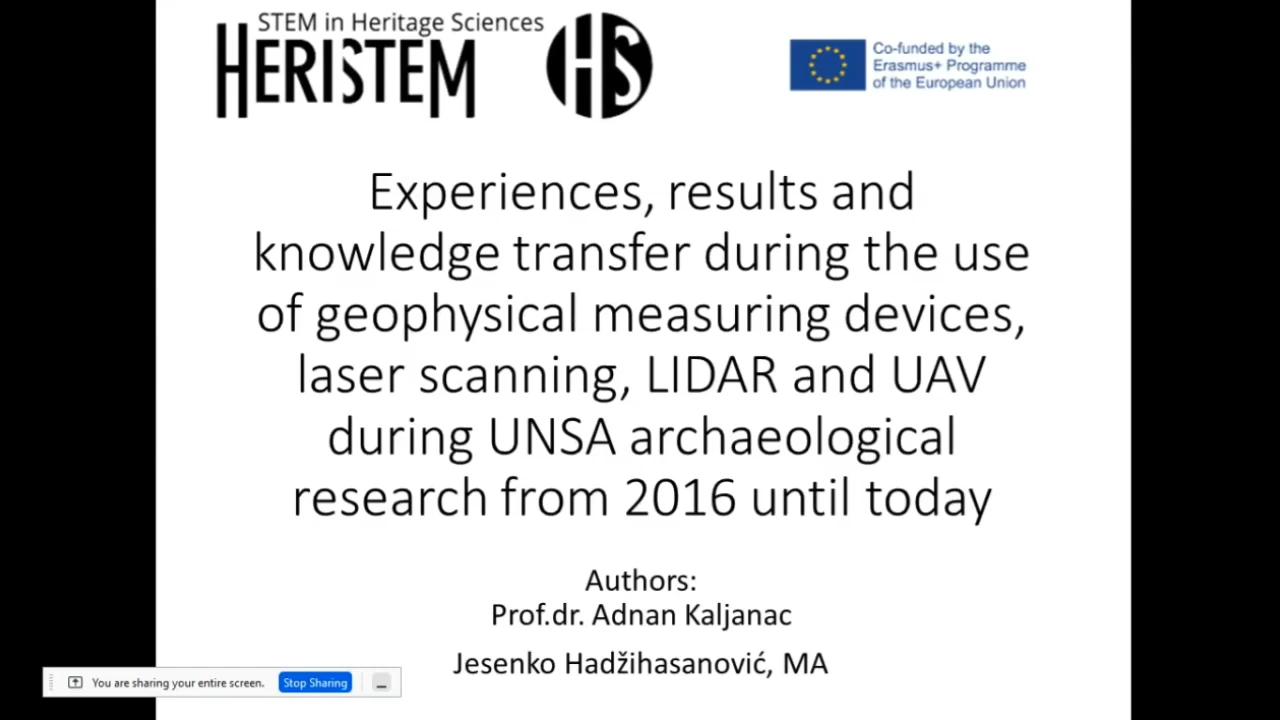 STEM in Heritage Sciences
HERISTEM
HS
Co-funded by the
Erasmus+ Programme
of the European Union
Experiences, results and
knowledge transfer during the use
of geophysical measuring devices,
laser scanning, LIDAR and UAV
during UNSA archaeological
research from 2016 until today
Authors:
Prof.dr. Adnan Kaljanac
Jesenko Hadžihasanović, MA
You are sharing your entire screen. Stop Sharing